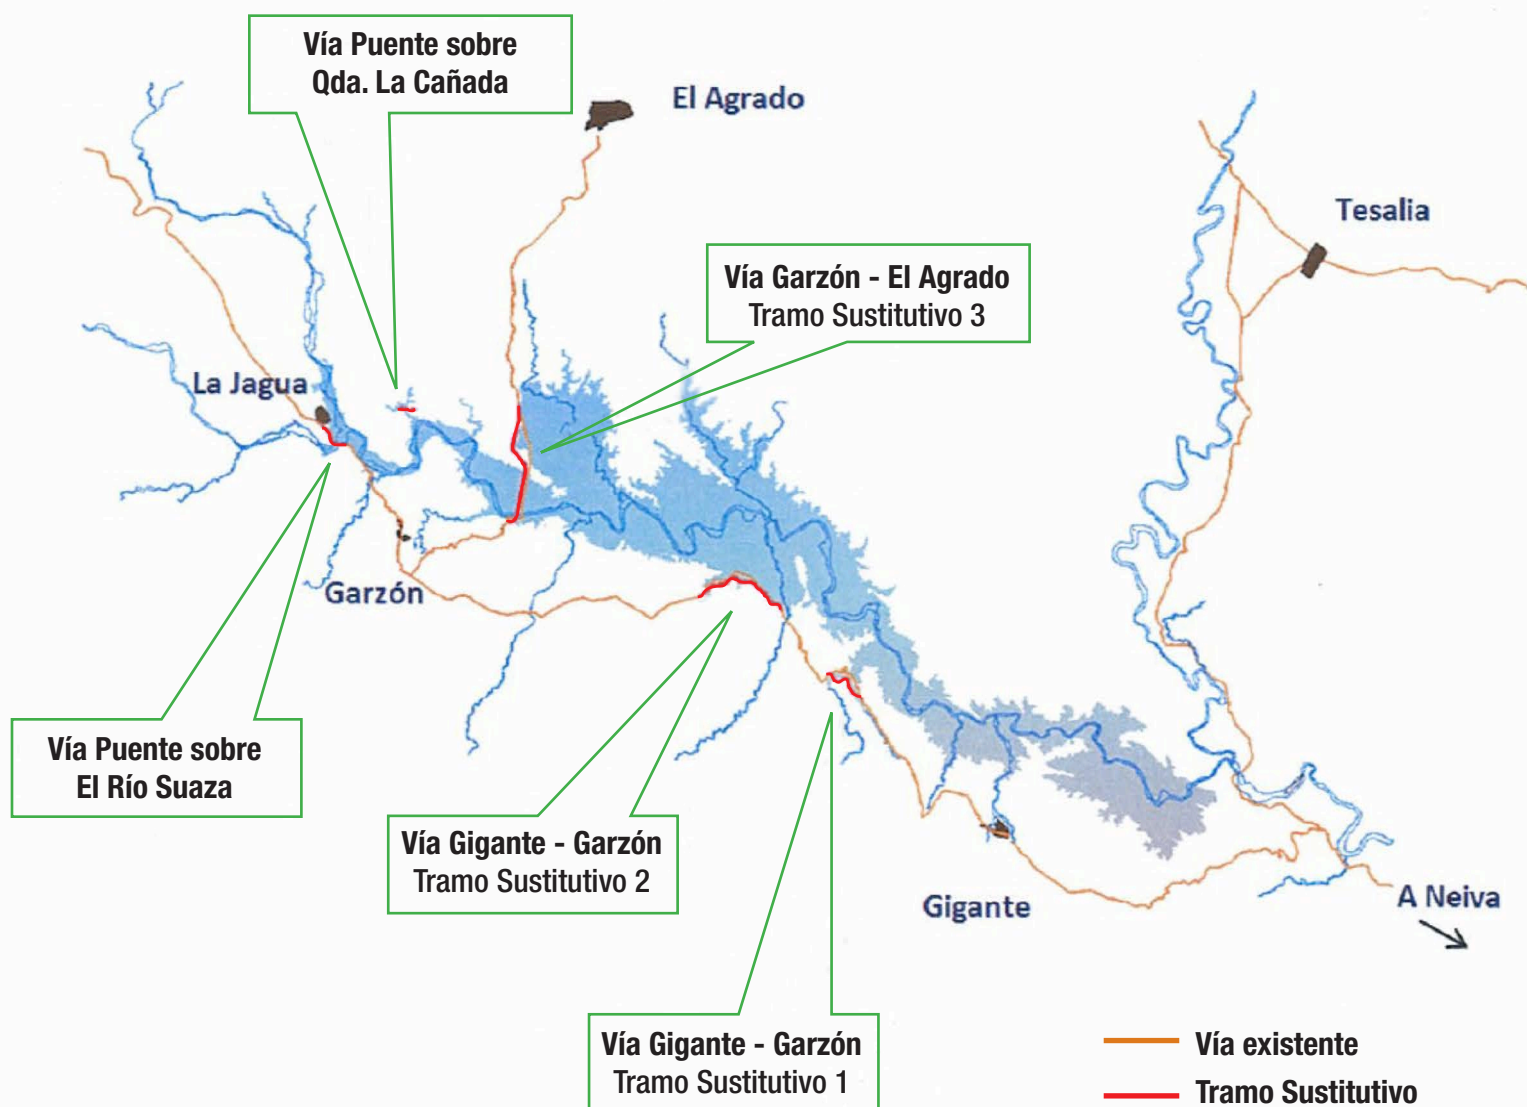 Vía Puente sobre
Qda. La Cañada
El Agrado
Tesalia
Vía Garzón - El Agrado
Tramo Sustitutivo 3
La Jagua
Garzón
Vía Puente sobre
El Río Suaza
Vía Gigante - Garzón
Tramo Sustitutivo 2
Gigante
A Neiva
Vía Gigante - Garzón
Tramo Sustitutivo 1
Vía existente
Tramo Sustitutivo